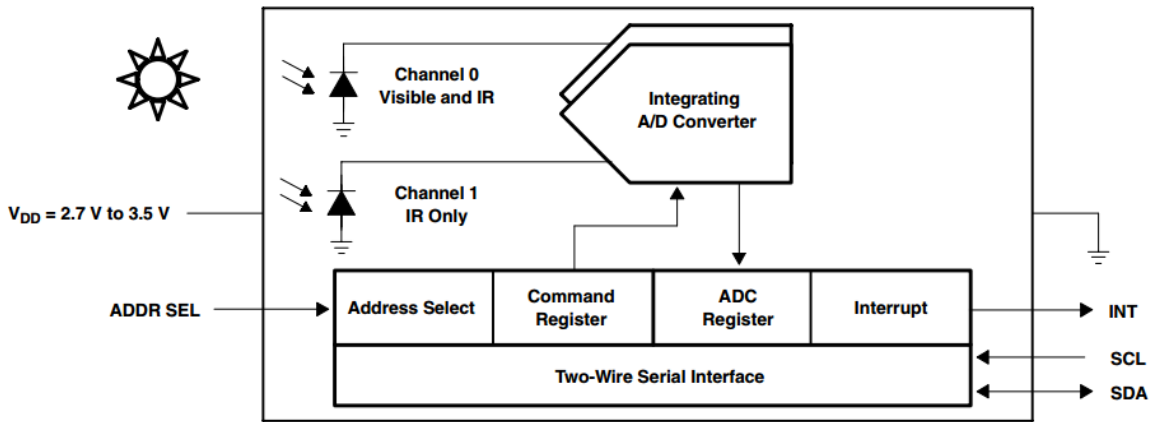 Channel 0
Visible and IR
Integrating
A/D Converter
Channel 1
IR Only
VDD = 2.7 V to 3.5 V
ADDR SEL
Address Select
Command
Register
ADC
Register
Interrupt
INT
SCL
Two-Wire Serial Interface
SDA